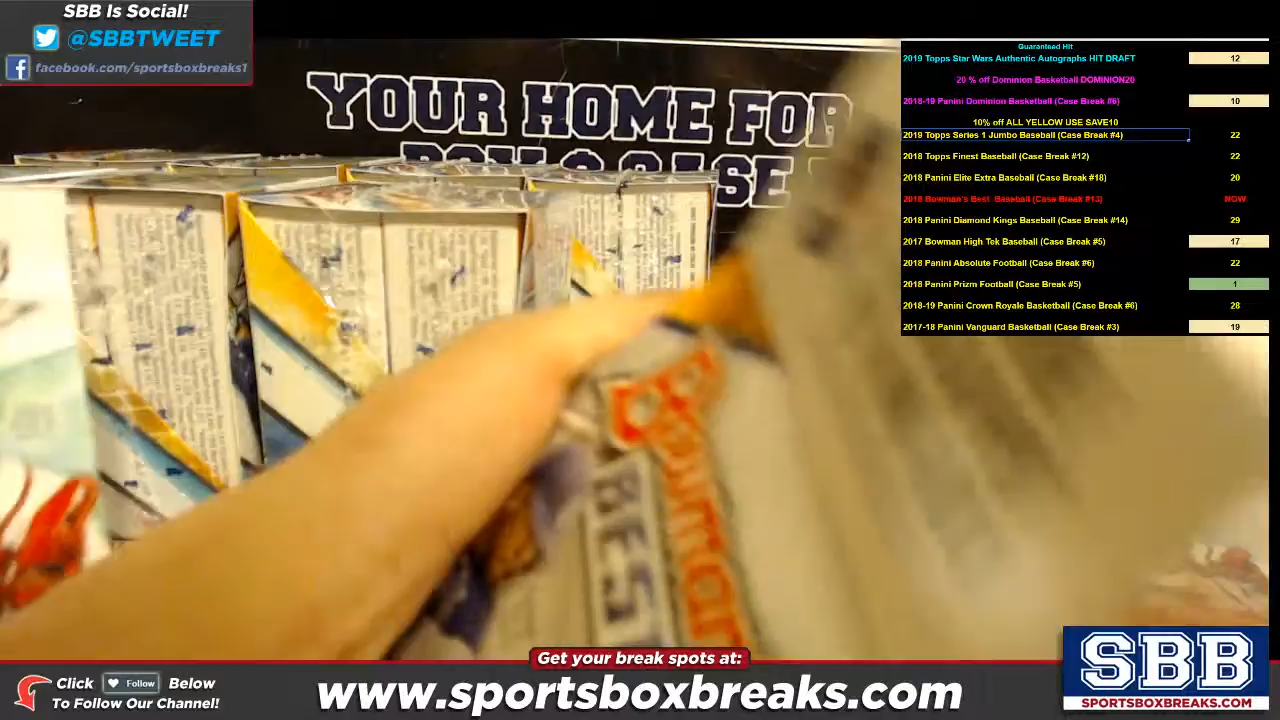 SBB Is Social!
@SBBTWEET
facebook.com/sportsboxbreaks1
YOUR HOME FOR
BOX & CASE
Guaranteed Hit
2019 Topps Star Wars Authentic Autographs HIT DRAFT 12
20 % off Dominion Basketball DOMINION20
2018-19 Panini Dominion Basketball (Case Break #6) 10
10% off ALL YELLOW USE SAVE10
2019 Topps Series 1 Jumbo Baseball (Case Break #4) 22
2018 Topps Finest Baseball (Case Break #12) 22
2018 Panini Elite Extra Baseball (Case Break #18) 20
2018 Bowman's Best Baseball (Case Break #13) NOW
2018 Panini Diamond Kings Baseball (Case Break #14) 29
2017 Bowman High Tek Baseball (Case Break #5) 17
2018 Panini Absolute Football (Case Break #6) 22
2018 Panini Prizm Football (Case Break #5) 1
2018-19 Panini Crown Royale Basketball (Case Break #6) 28
2017-18 Panini Vanguard Basketball (Case Break #3) 19
Bowman
BEST
Get your break spots at:
Click Follow Below
To Follow Our Channel!
www.sportsboxbreaks.com
SBB
SPORTSBOXBREAKS.COM